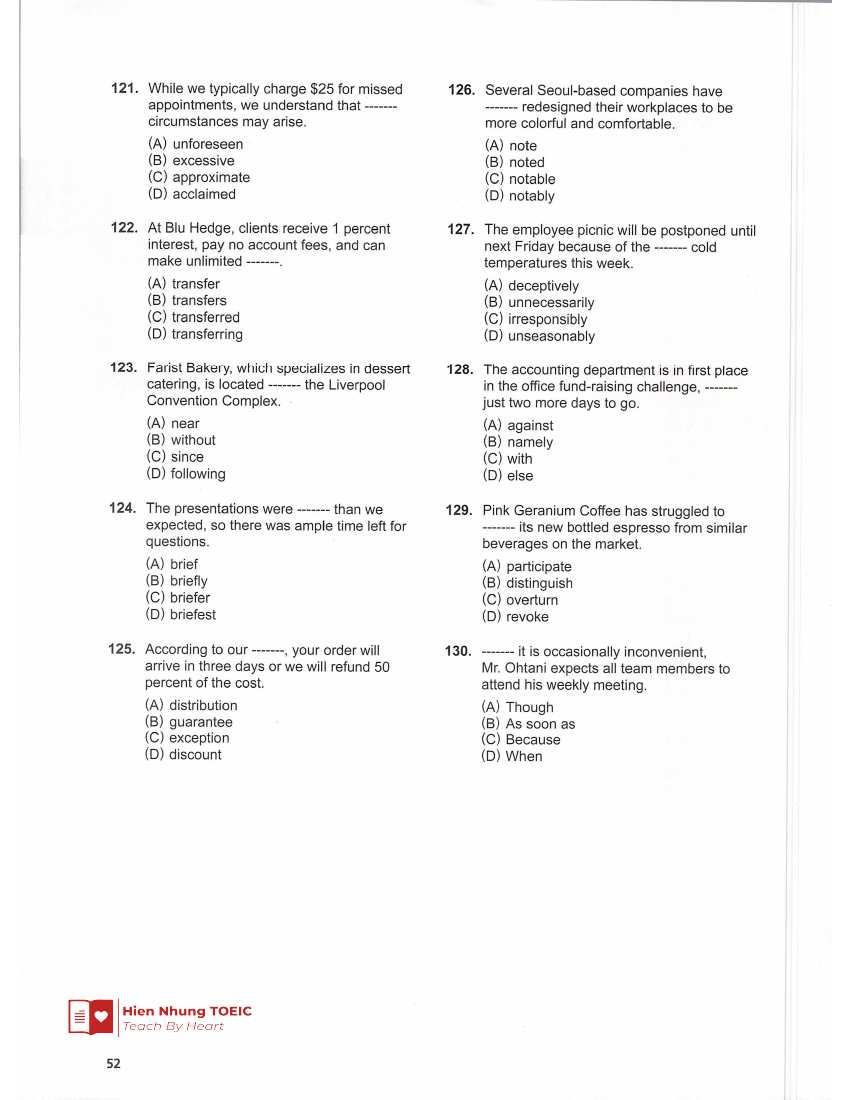 121. While we typically charge $25 for missed
appointments, we understand that -------
circumstances may arise.
(A) unforeseen
(B) excessive
(C) approximate
(D) acclaimed
122. At Blu Hedge, clients receive 1 percent
interest, pay no account fees, and can
make unlimited -------.
(A) transfer
(B) transfers
(C) transferred
(D) transferring
123. Farist Bakery, which specializes in dessert
catering, is located ------- the Liverpool
Convention Complex.
(A) near
(B) without
(C) since
(D) following
124. The presentations were ------- than we
expected, so there was ample time left for
questions.
(A) brief
(B) briefly
(C) briefer
(D) briefest
125. According to our -------, your order will
arrive in three days or we will refund 50
percent of the cost.
(A) distribution
(B) guarantee
(C) exception
(D) discount
126. Several Seoul-based companies have
------- redesigned their workplaces to be
more colorful and comfortable.
(A) note
(B) noted
(C) notable
(D) notably
127. The employee picnic will be postponed until
next Friday because of the ------- cold
temperatures this week.
(A) deceptively
(B) unnecessarily
(C) irresponsibly
(D) unseasonably
128. The accounting department is in first place
in the office fund-raising challenge, -------
just two more days to go.
(A) against
(B) namely
(C) with
(D) else
129. Pink Geranium Coffee has struggled to
------- its new bottled espresso from similar
beverages on the market.
(A) participate
(B) distinguish
(C) overturn
(D) revoke
130. ------- it is occasionally inconvenient,
Mr. Ohtani expects all team members to
attend his weekly meeting.
(A) Though
(B) As soon as
(C) Because
(D) When
Hien Nhung TOEIC
Teach By Heart
52